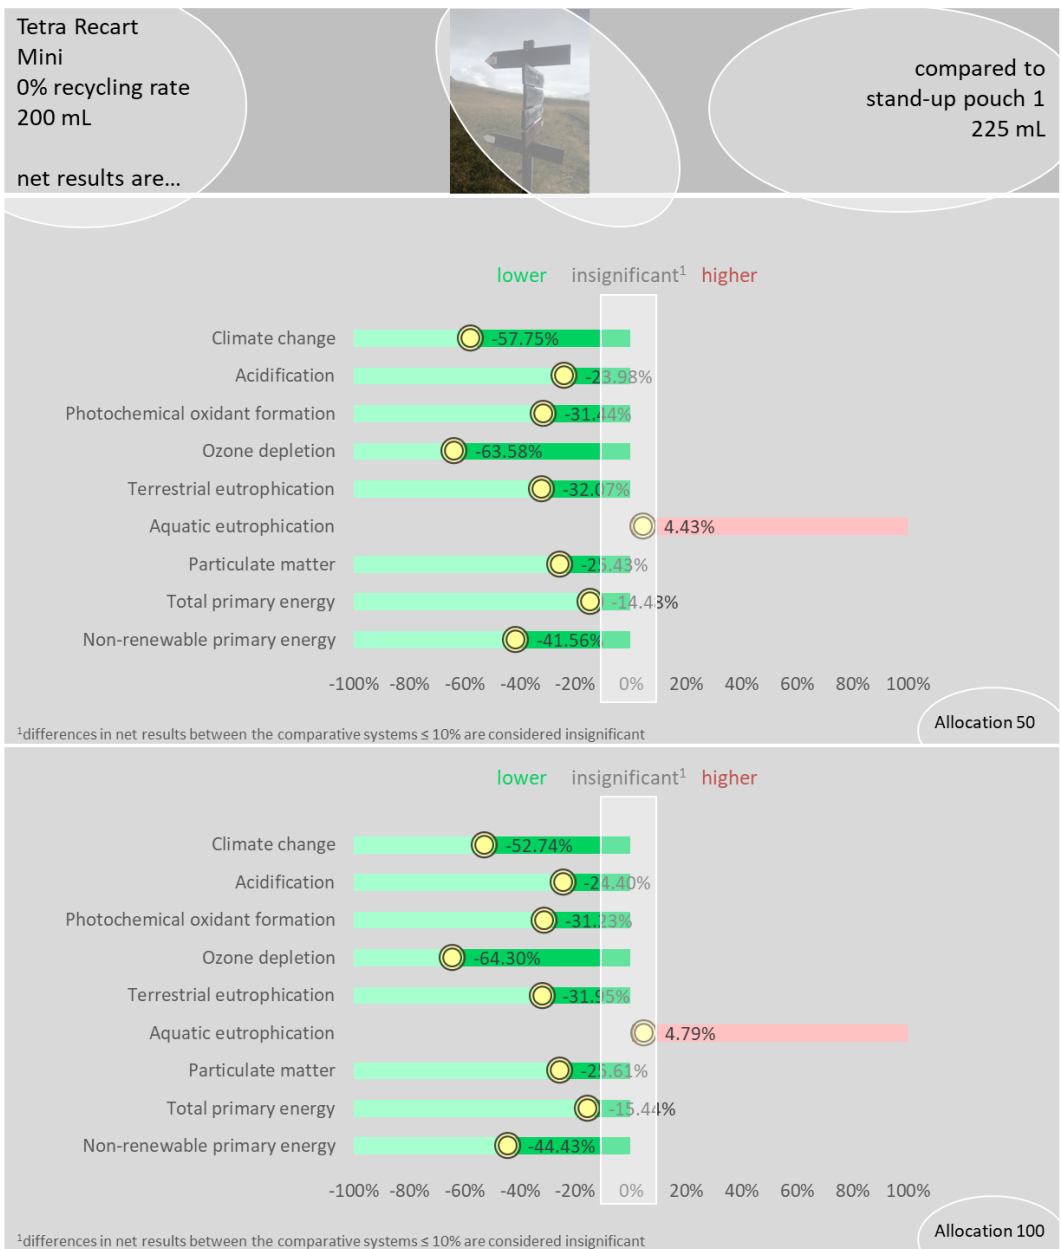 Tetra Recart
Mini
0% recycling rate
200 mL
net results are...
compared to
stand-up pouch 1
225 mL
lower insignificant¹ higher
Climate change -57.75%
Acidification -23.98%
Photochemical oxidant formation -31.44%
Ozone depletion -63.58%
Terrestrial eutrophication -32.07%
Aquatic eutrophication 4.43%
Particulate matter -25.43%
Total primary energy -14.43%
Non-renewable primary energy -41.56%
-100% -80% -60% -40% -20% 0% 20% 40% 60% 80% 100%
Allocation 50
¹differences in net results between the comparative systems ≤ 10% are considered insignificant
lower insignificant¹ higher
Climate change -52.74%
Acidification -24.40%
Photochemical oxidant formation -31.23%
Ozone depletion -64.30%
Terrestrial eutrophication -31.95%
Aquatic eutrophication 4.79%
Particulate matter -25.61%
Total primary energy -15.44%
Non-renewable primary energy -44.43%
-100% -80% -60% -40% -20% 0% 20% 40% 60% 80% 100%
Allocation 100
¹differences in net results between the comparative systems ≤ 10% are considered insignificant